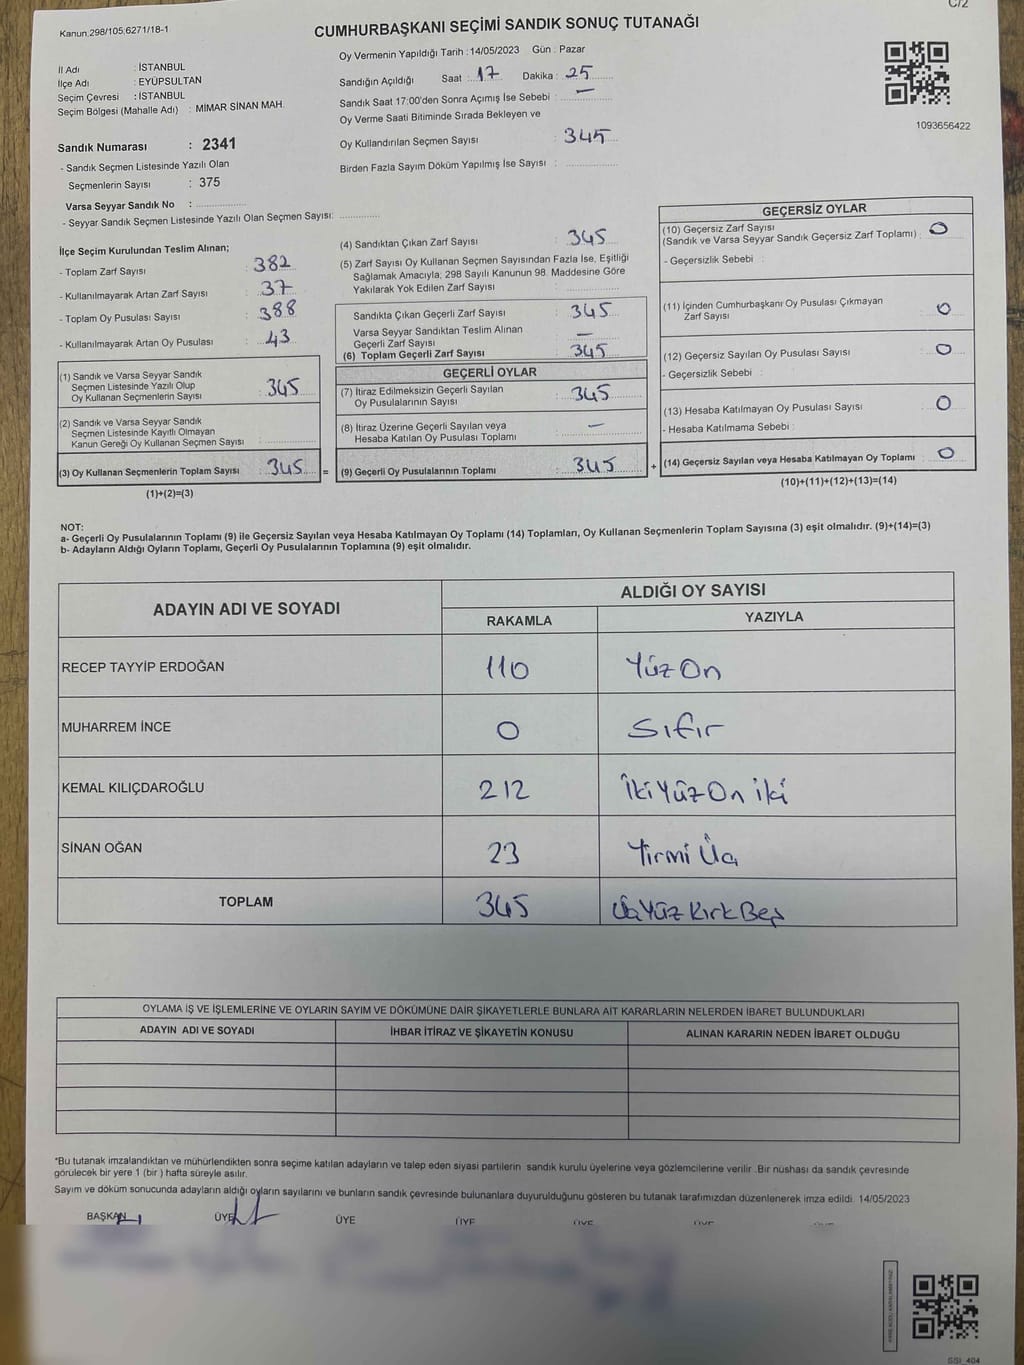 C/2
Kanun.298/105.6271/18-1
CUMHURBAŞKANI SEÇİMİ SANDIK SONUÇ TUTANAĞI
İl Adı : İSTANBUL
İlçe Adı : EYÜPSULTAN
Seçim Çevresi : İSTANBUL
Seçim Bölgesi (Mahalle Adı) : MİMAR SİNAN MAH.
Sandık Numarası : 2341
- Sandık Seçmen Listesinde Yazılı Olan
Seçmenlerin Sayısı : 375
Varsa Seyyar Sandık No :
- Seyyar Sandık Seçmen Listesinde Yazılı Olan Seçmen Sayısı:
Oy Vermenin Yapıldığı Tarih : 14/05/2023 Gün : Pazar
Sandığın Açıldığı Saat : 17 Dakika : 25
Sandık Saat 17:00'den Sonra Açımış İse Sebebi : —
Oy Verme Saati Bitiminde Sırada Bekleyen ve
Oy Kullandırılan Seçmen Sayısı : 345
Birden Fazla Sayım Döküm Yapılmış İse Sayısı :
1093656422
İlçe Seçim Kurulundan Teslim Alınan;
- Toplam Zarf Sayısı : 382
- Kullanılmayarak Artan Zarf Sayısı : 37
- Toplam Oy Pusulası Sayısı : 388
- Kullanılmayarak Artan Oy Pusulası : 43
(1) Sandık ve Varsa Seyyar Sandık
Seçmen Listesinde Yazılı Olup
Oy Kullanan Seçmenlerin Sayısı : 345
(2) Sandık ve Varsa Seyyar Sandık
Seçmen Listesinde Kayıtlı Olmayan
Kanun Gereği Oy Kullanan Seçmen Sayısı :
(3) Oy Kullanan Seçmenlerin Toplam Sayısı : 345 =
(1)+(2)=(3)
(4) Sandıktan Çıkan Zarf Sayısı : 345
(5) Zarf Sayısı Oy Kullanan Seçmen Sayısından Fazla İse, Eşitliği
Sağlamak Amacıyla; 298 Sayılı Kanunun 98. Maddesine Göre
Yakılarak Yok Edilen Zarf Sayısı :
Sandıkta Çıkan Geçerli Zarf Sayısı : 345
Varsa Seyyar Sandıktan Teslim Alınan
Geçerli Zarf Sayısı : —
(6) Toplam Geçerli Zarf Sayısı : 345
GEÇERLİ OYLAR
(7) İtiraz Edilmeksizin Geçerli Sayılan
Oy Pusulalarının Sayısı : 345
(8) İtiraz Üzerine Geçerli Sayılan veya
Hesaba Katılan Oy Pusulası Toplamı : —
(9) Geçerli Oy Pusulalarının Toplamı : 345 +
GEÇERSİZ OYLAR
(10) Geçersiz Zarf Sayısı
(Sandık ve Varsa Seyyar Sandık Geçersiz Zarf Toplamı) : 0
- Geçersizlik Sebebi :
(11) İçinden Cumhurbaşkanı Oy Pusulası Çıkmayan
Zarf Sayısı : 0
(12) Geçersiz Sayılan Oy Pusulası Sayısı : 0
- Geçersizlik Sebebi :
(13) Hesaba Katılmayan Oy Pusulası Sayısı : 0
- Hesaba Katılmama Sebebi :
(14) Geçersiz Sayılan veya Hesaba Katılmayan Oy Toplamı : 0
(10)+(11)+(12)+(13)=(14)
NOT:
a- Geçerli Oy Pusulalarının Toplamı (9) ile Geçersiz Sayılan veya Hesaba Katılmayan Oy Toplamı (14) Toplamları, Oy Kullanan Seçmenlerin Toplam Sayısına (3) eşit olmalıdır. (9)+(14)=(3)
b- Adayların Aldığı Oyların Toplamı, Geçerli Oy Pusulalarının Toplamına (9) eşit olmalıdır.
ADAYIN ADI VE SOYADI ALDIĞI OY SAYISI
RAKAMLA YAZIYLA
RECEP TAYYİP ERDOĞAN 110 Yüz On
MUHARREM İNCE 0 Sıfır
KEMAL KILIÇDAROĞLU 212 İkiYüz On iki
SİNAN OĞAN 23 Yirmi Üç
TOPLAM 345 ÜçYüz Kırk Beş
OYLAMA İŞ VE İŞLEMLERİNE VE OYLARIN SAYIM VE DÖKÜMÜNE DAİR ŞİKAYETLERLE BUNLARA AİT KARARLARIN NELERDEN İBARET BULUNDUKLARI
ADAYIN ADI VE SOYADI İHBAR İTİRAZ VE ŞİKAYETİN KONUSU ALINAN KARARIN NEDEN İBARET OLDUĞU
*Bu tutanak imzalandıktan ve mühürlendikten sonra seçime katılan adayların ve talep eden siyasi partilerin sandık kurulu üyelerine veya gözlemcilerine verilir .Bir nüshası da sandık çevresinde
görülecek bir yere 1 (bir ) hafta süreyle asılır.
Sayım ve döküm sonucunda adayların aldığı oyların sayılarını ve bunların sandık çevresinde bulunanlara duyurulduğunu gösteren bu tutanak tarafımızdan düzenlenerek imza edildi. 14/05/2023
BAŞKAN ÜYE ÜYE ÜYE ÜYE ÜYE ÜYE
SSI_404